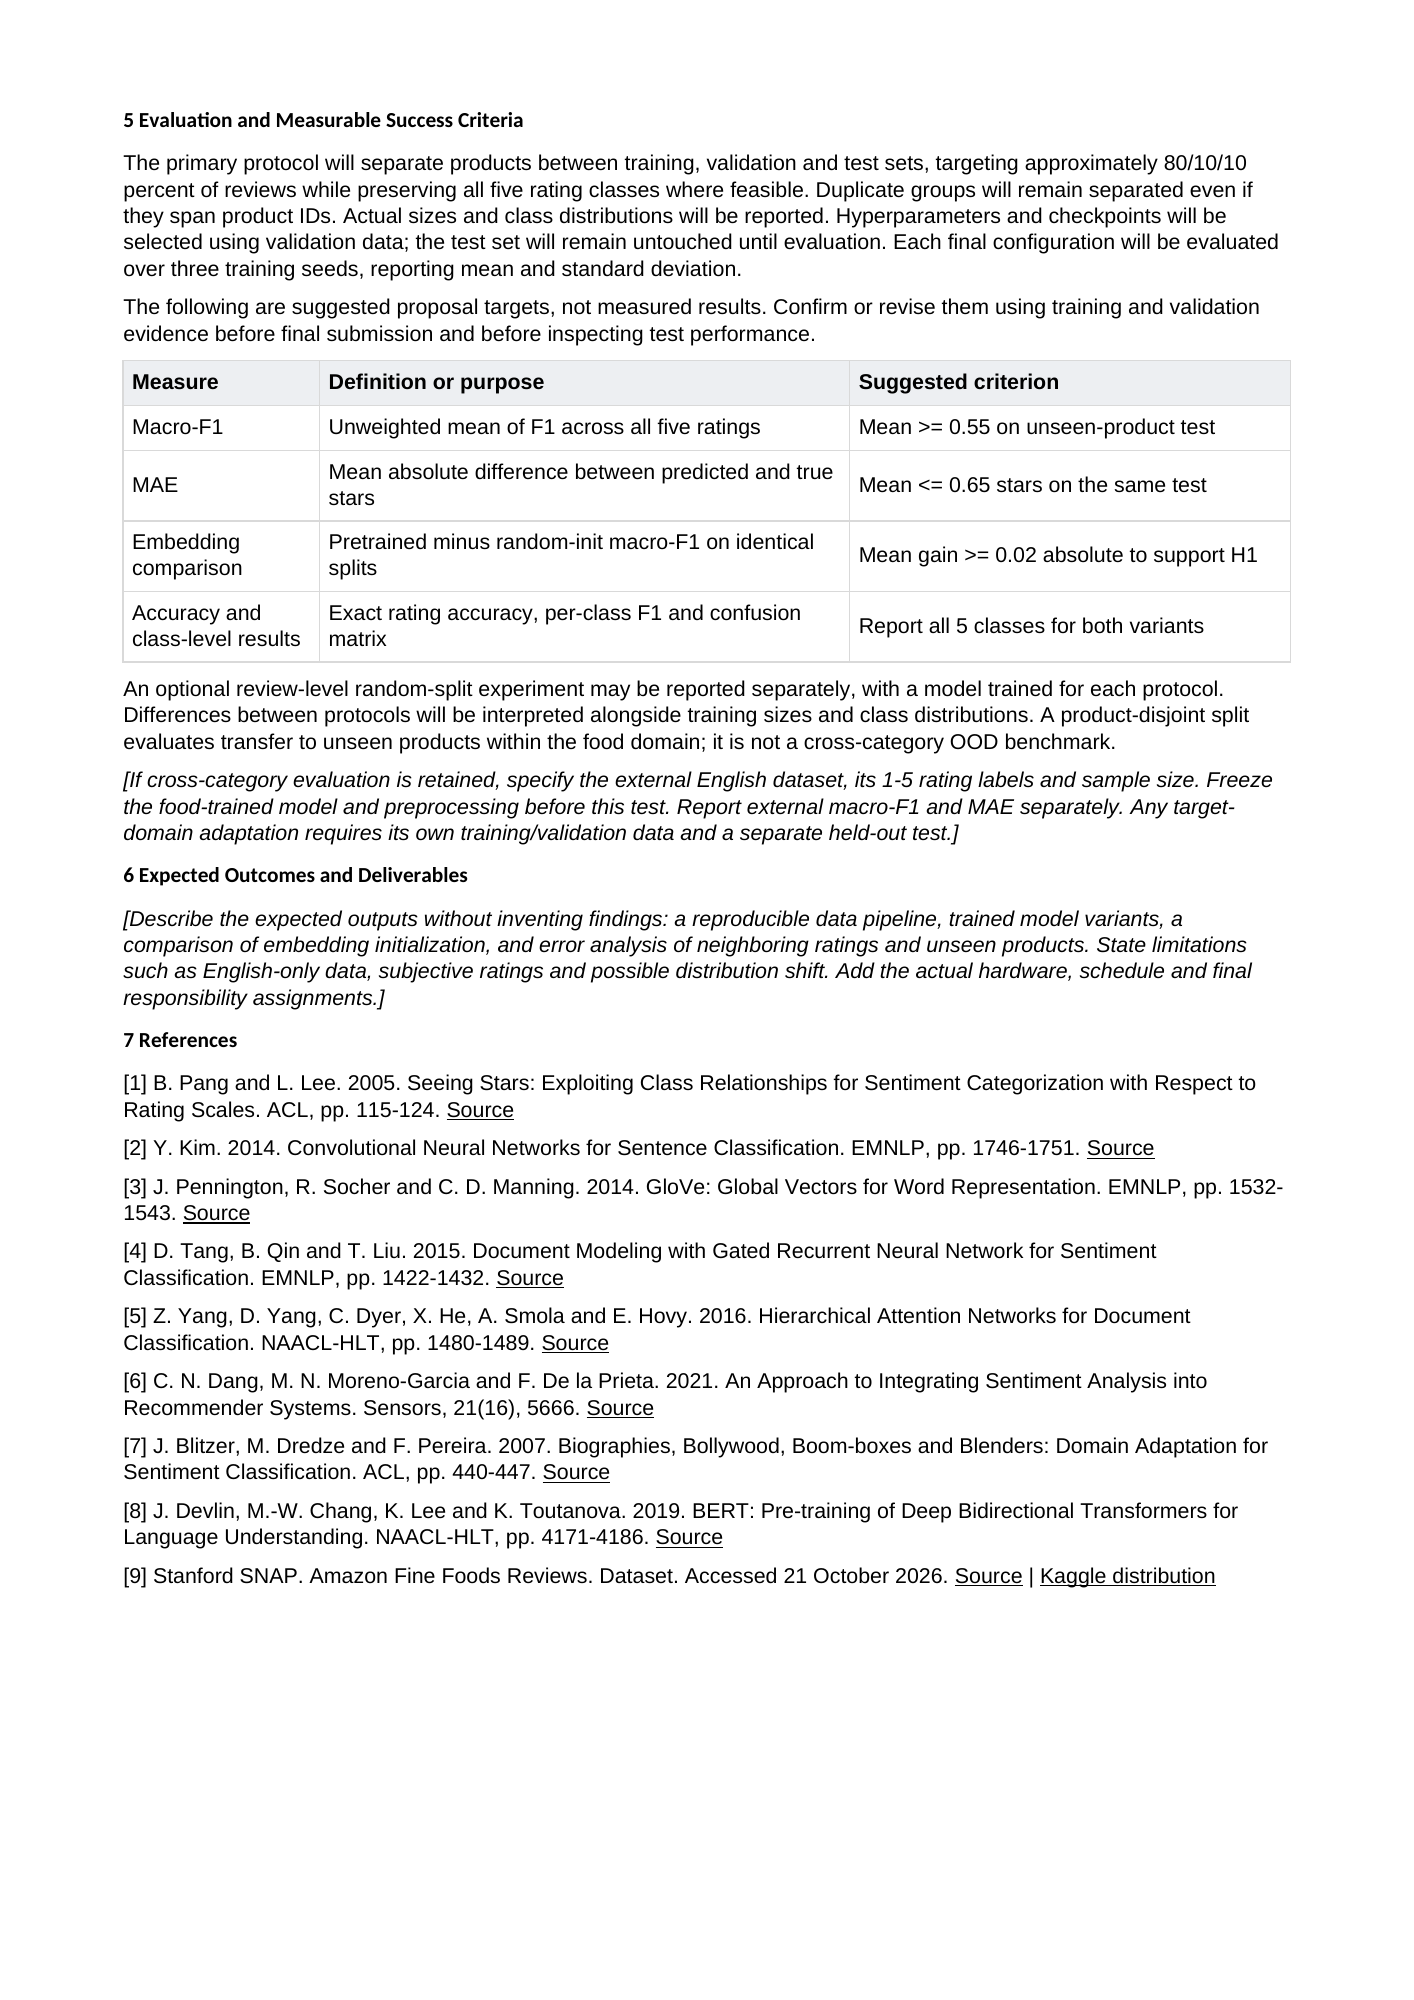 5 Evaluation and Measurable Success Criteria
The primary protocol will separate products between training, validation and test sets, targeting approximately 80/10/10
percent of reviews while preserving all five rating classes where feasible. Duplicate groups will remain separated even if
they span product IDs. Actual sizes and class distributions will be reported. Hyperparameters and checkpoints will be
selected using validation data; the test set will remain untouched until evaluation. Each final configuration will be evaluated
over three training seeds, reporting mean and standard deviation.
The following are suggested proposal targets, not measured results. Confirm or revise them using training and validation
evidence before final submission and before inspecting test performance.
Measure Definition or purpose Suggested criterion
Macro-F1 Unweighted mean of F1 across all five ratings Mean >= 0.55 on unseen-product test
MAE Mean absolute difference between predicted and true
stars Mean <= 0.65 stars on the same test
Embedding
comparison Pretrained minus random-init macro-F1 on identical
splits Mean gain >= 0.02 absolute to support H1
Accuracy and
class-level results Exact rating accuracy, per-class F1 and confusion
matrix Report all 5 classes for both variants
An optional review-level random-split experiment may be reported separately, with a model trained for each protocol.
Differences between protocols will be interpreted alongside training sizes and class distributions. A product-disjoint split
evaluates transfer to unseen products within the food domain; it is not a cross-category OOD benchmark.
[If cross-category evaluation is retained, specify the external English dataset, its 1-5 rating labels and sample size. Freeze
the food-trained model and preprocessing before this test. Report external macro-F1 and MAE separately. Any target-
domain adaptation requires its own training/validation data and a separate held-out test.]
6 Expected Outcomes and Deliverables
[Describe the expected outputs without inventing findings: a reproducible data pipeline, trained model variants, a
comparison of embedding initialization, and error analysis of neighboring ratings and unseen products. State limitations
such as English-only data, subjective ratings and possible distribution shift. Add the actual hardware, schedule and final
responsibility assignments.]
7 References
[1] B. Pang and L. Lee. 2005. Seeing Stars: Exploiting Class Relationships for Sentiment Categorization with Respect to
Rating Scales. ACL, pp. 115-124. Source
[2] Y. Kim. 2014. Convolutional Neural Networks for Sentence Classification. EMNLP, pp. 1746-1751. Source
[3] J. Pennington, R. Socher and C. D. Manning. 2014. GloVe: Global Vectors for Word Representation. EMNLP, pp. 1532-
1543. Source
[4] D. Tang, B. Qin and T. Liu. 2015. Document Modeling with Gated Recurrent Neural Network for Sentiment
Classification. EMNLP, pp. 1422-1432. Source
[5] Z. Yang, D. Yang, C. Dyer, X. He, A. Smola and E. Hovy. 2016. Hierarchical Attention Networks for Document
Classification. NAACL-HLT, pp. 1480-1489. Source
[6] C. N. Dang, M. N. Moreno-Garcia and F. De la Prieta. 2021. An Approach to Integrating Sentiment Analysis into
Recommender Systems. Sensors, 21(16), 5666. Source
[7] J. Blitzer, M. Dredze and F. Pereira. 2007. Biographies, Bollywood, Boom-boxes and Blenders: Domain Adaptation for
Sentiment Classification. ACL, pp. 440-447. Source
[8] J. Devlin, M.-W. Chang, K. Lee and K. Toutanova. 2019. BERT: Pre-training of Deep Bidirectional Transformers for
Language Understanding. NAACL-HLT, pp. 4171-4186. Source
[9] Stanford SNAP. Amazon Fine Foods Reviews. Dataset. Accessed 21 October 2026. Source | Kaggle distribution